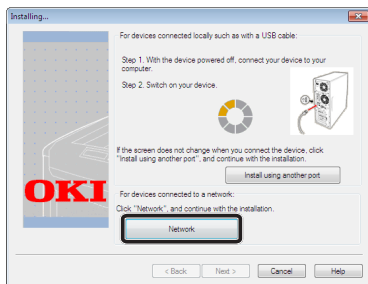 Installing...
For devices connected locally such as with a USB cable:
Step 1. With the device powered off, connect your device to your
computer.
Step 2. Switch on your device.
If the screen does not change when you connect the device, click
"Install using another port", and continue with the installation.
Install using another port
OKI
For devices connected to a network:
Click "Network", and continue with the installation.
Network
< Back
Next >
Cancel
Help